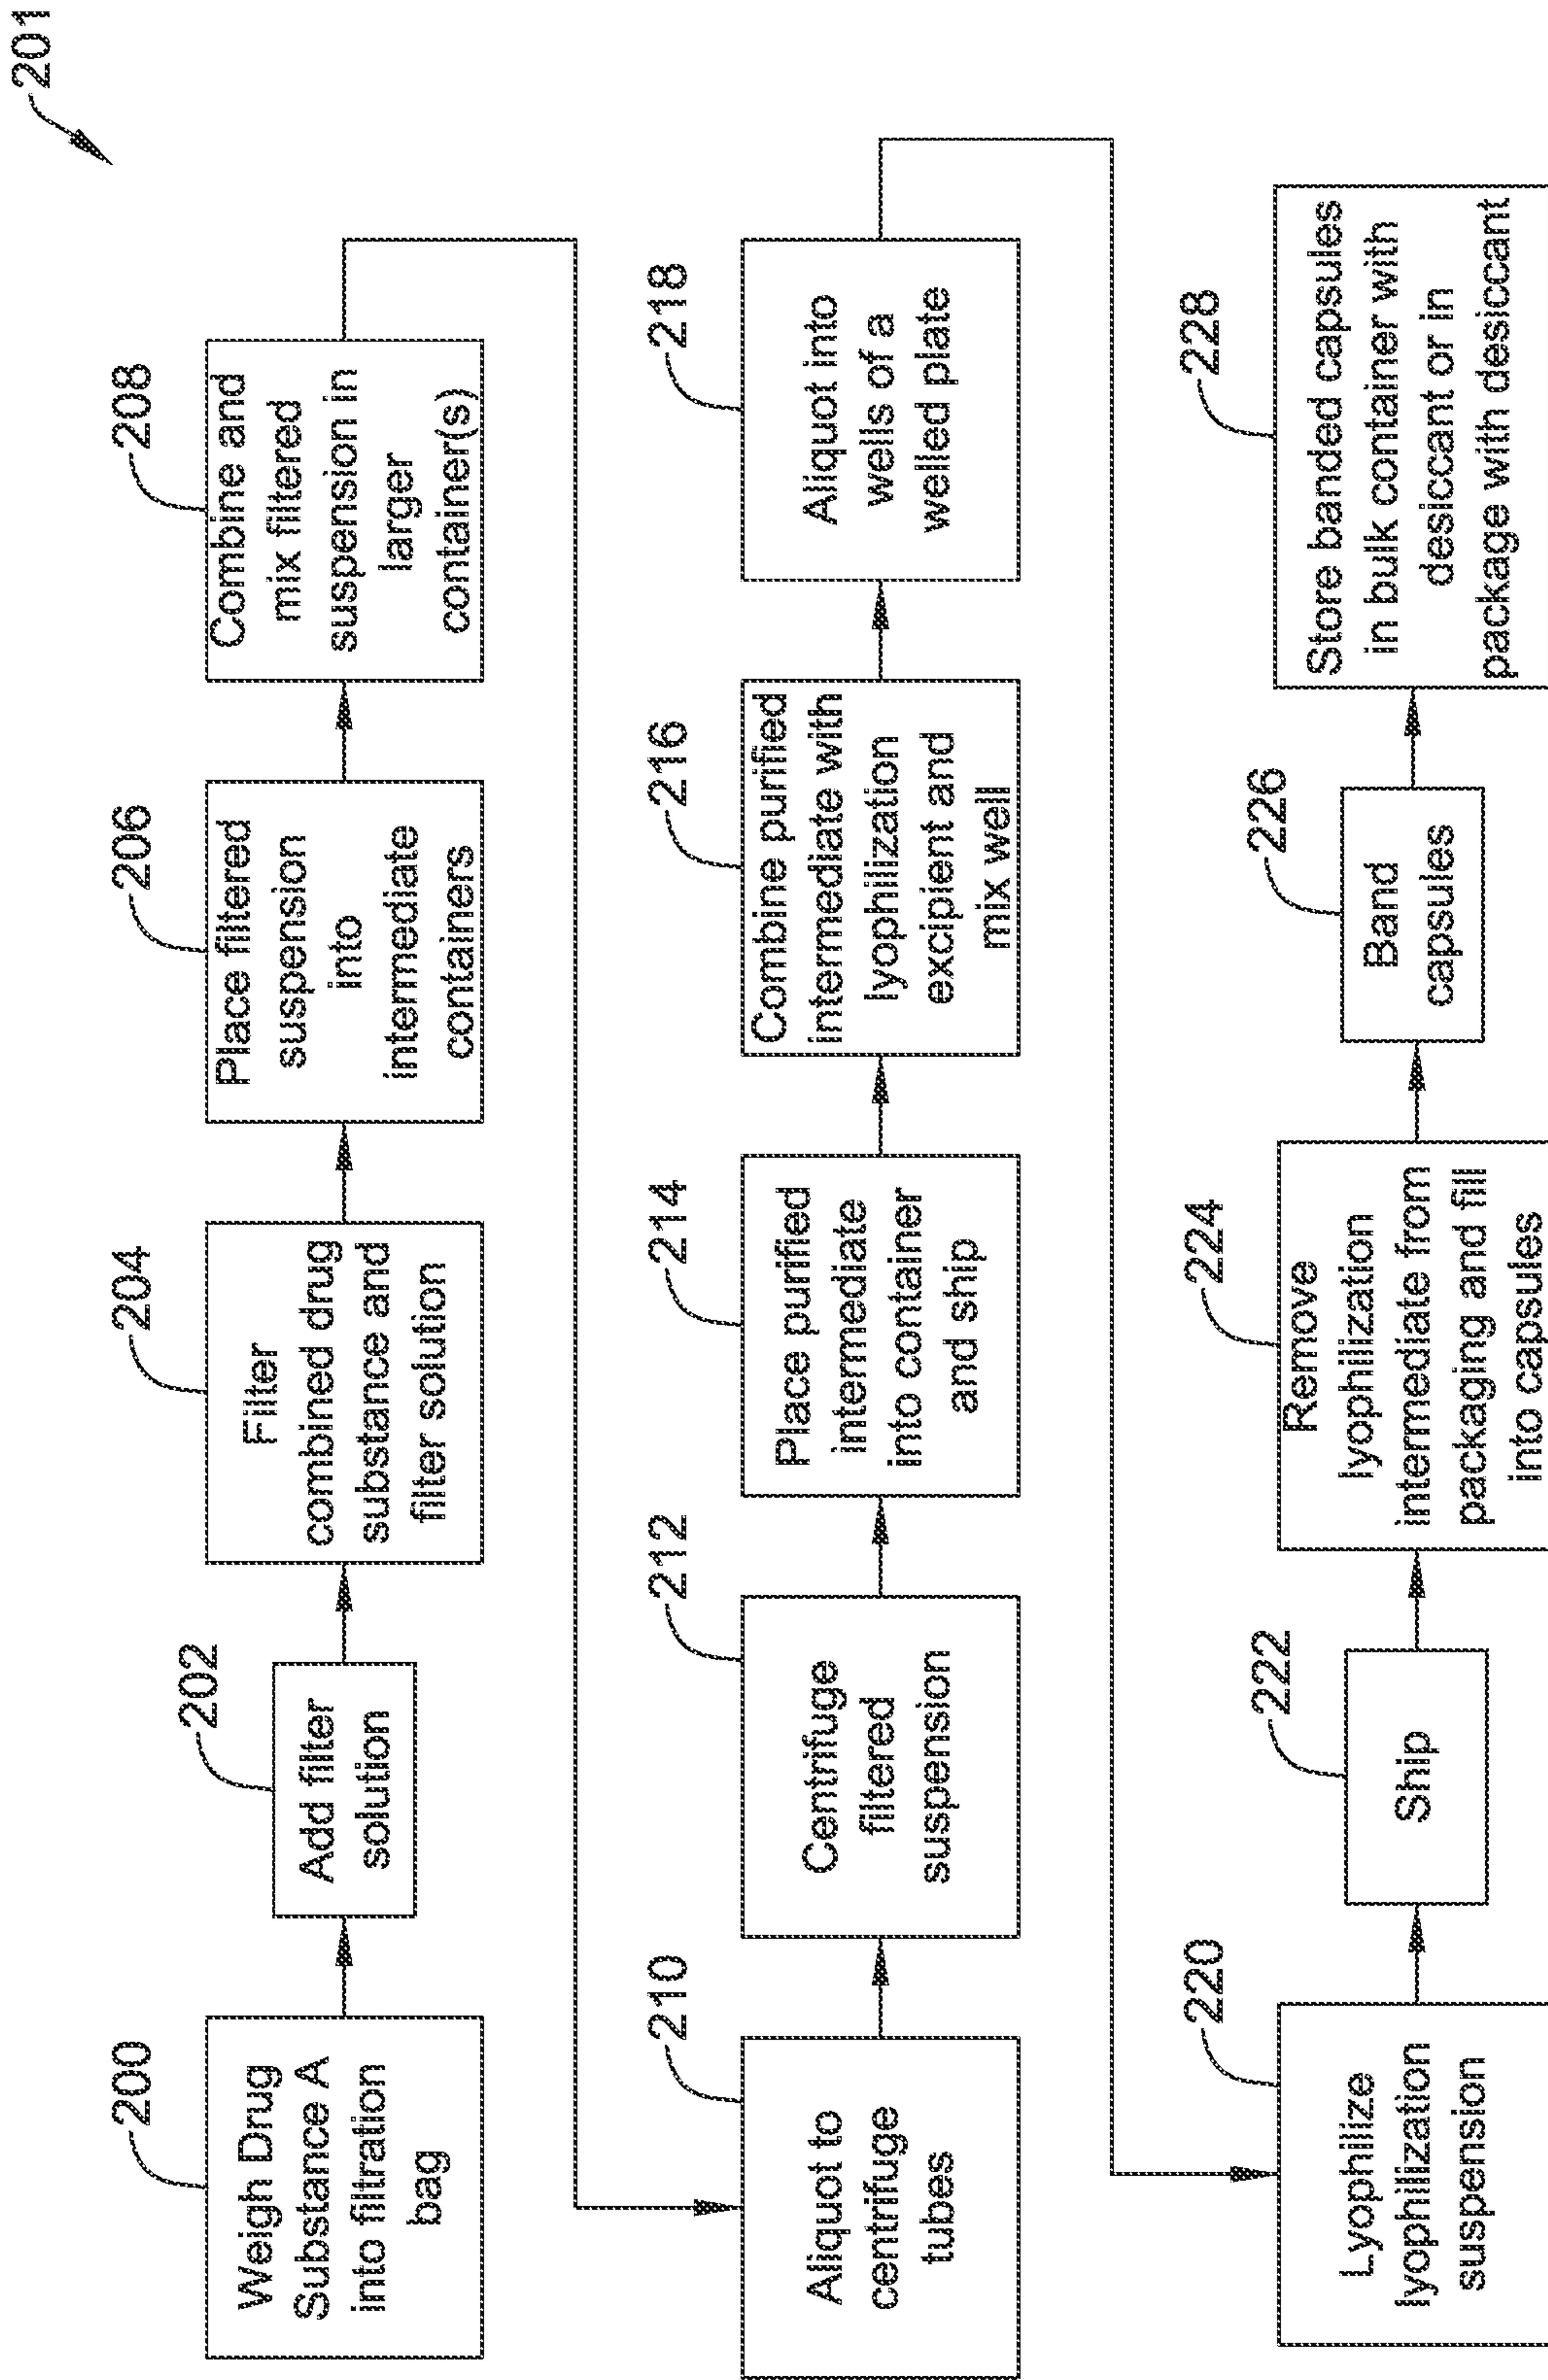 201
200
Weigh Drug
Substance A
into filtration
bag
202
Add filter
solution
204
Filter
combined drug
substance and
filter solution
206
Place filtered
suspension
into
intermediate
containers
208
Combine and
mix filtered
suspension in
larger
container(s)
210
Aliquot to
centrifuge
tubes
212
Centrifuge
filtered
suspension
214
Place purified
intermediate
into container
and ship
216
Combine purified
intermediate with
lyophilization
excipient and
mix well
218
Aliquot into
wells of a
welled plate
220
Lyophilize
lyophilization
suspension
222
Ship
224
Remove
lyophilization
intermediate from
packaging and fill
into capsules
226
Band
capsules
228
Store banded capsules
in bulk container with
desiccant or in
package with desiccant